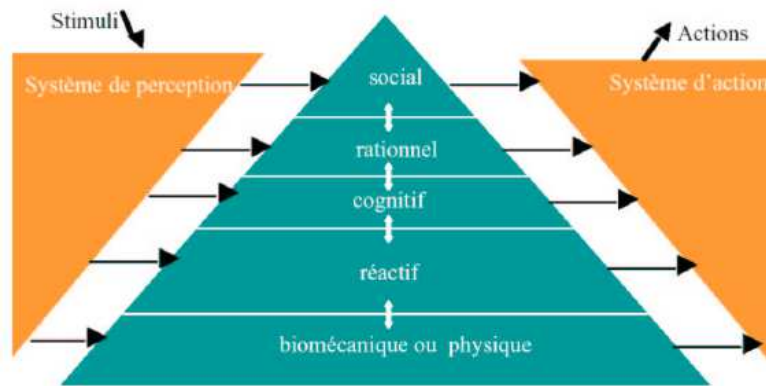 Stimuli
Actions
Système de perception
social
Système d'action
rationnel
cognitif
réactif
biomécanique ou physique